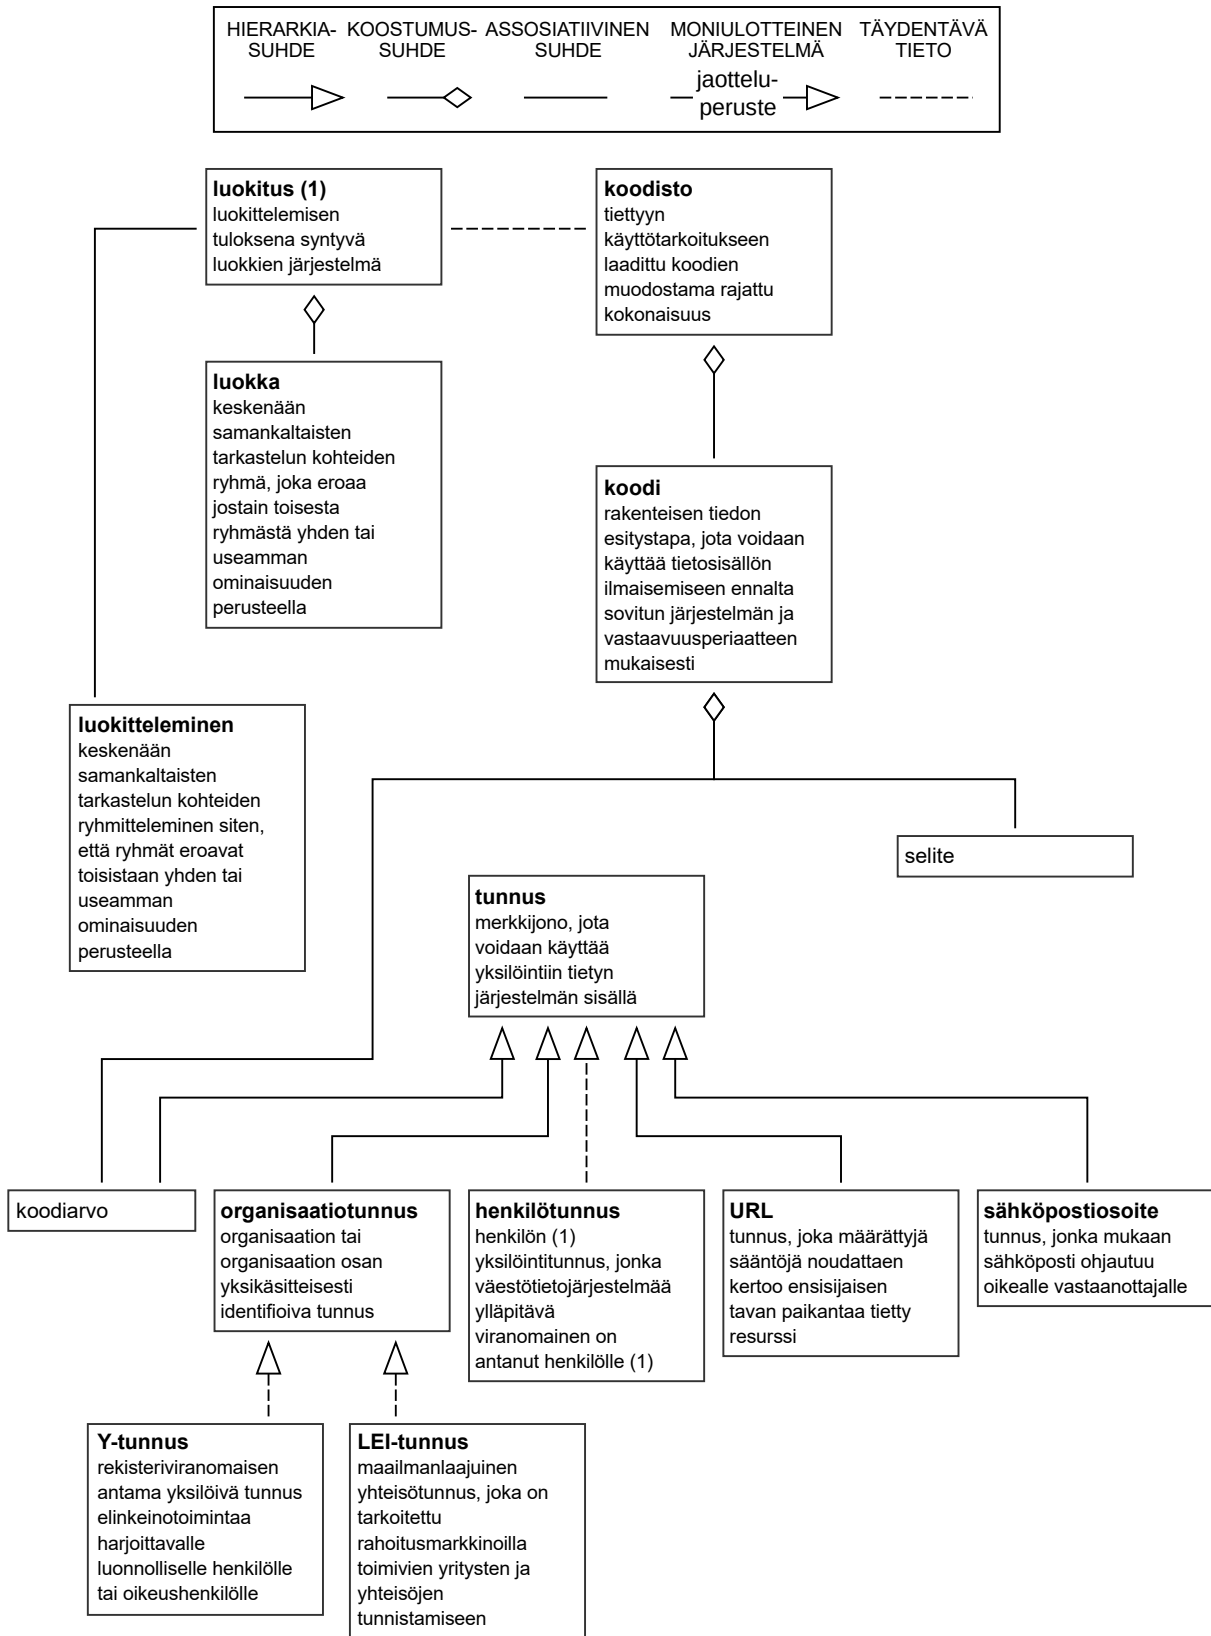 HIERARKIA-
SUHDE
KOOSTUMUS-
SUHDE
ASSOSIATIIVINEN
SUHDE
MONIULOTTEINEN
JÄRJESTELMÄ
TÄYDENTÄVÄ
TIETO
jaottelu-
peruste
luokitus (1)
luokittelemisen
tuloksena syntyvä
luokkien järjestelmä
koodisto
tiettyyn
käyttötarkoitukseen
laadittu koodien
muodostama rajattu
kokonaisuus
luokka
keskenään
samankaltaisten
tarkastelun kohteiden
ryhmä, joka eroaa
jostain toisesta
ryhmästä yhden tai
useamman
ominaisuuden
perusteella
koodi
rakenteisen tiedon
esitystapa, jota voidaan
käyttää tietosisällön
ilmaisemiseen ennalta
sovitun järjestelmän ja
vastaavuusperiaatteen
mukaisesti
luokitteleminen
keskenään
samankaltaisten
tarkastelun kohteiden
ryhmitteleminen siten,
että ryhmät eroavat
toisistaan yhden tai
useamman
ominaisuuden
perusteella
selite
tunnus
merkkijono, jota
voidaan käyttää
yksilöintiin tietyn
järjestelmän sisällä
koodiarvo
organisaatiotunnus
organisaation tai
organisaation osan
yksikäsitteisesti
identifioiva tunnus
henkilötunnus
henkilön (1)
yksilöintitunnus, jonka
väestötietojärjestelmää
ylläpitävä
viranomainen on
antanut henkilölle (1)
URL
tunnus, joka määrättyjä
sääntöjä noudattaen
kertoo ensisijaisen
tavan paikantaa tietty
resurssi
sähköpostiosoite
tunnus, jonka mukaan
sähköposti ohjautuu
oikealle vastaanottajalle
Y-tunnus
rekisteriviranomaisen
antama yksilöivä tunnus
elinkeinotoimintaa
harjoittavalle
luonnolliselle henkilölle
tai oikeushenkilölle
LEI-tunnus
maailmanlaajuinen
yhteisötunnus, joka on
tarkoitettu
rahoitusmarkkinoilla
toimivien yritysten ja
yhteisöjen
tunnistamiseen